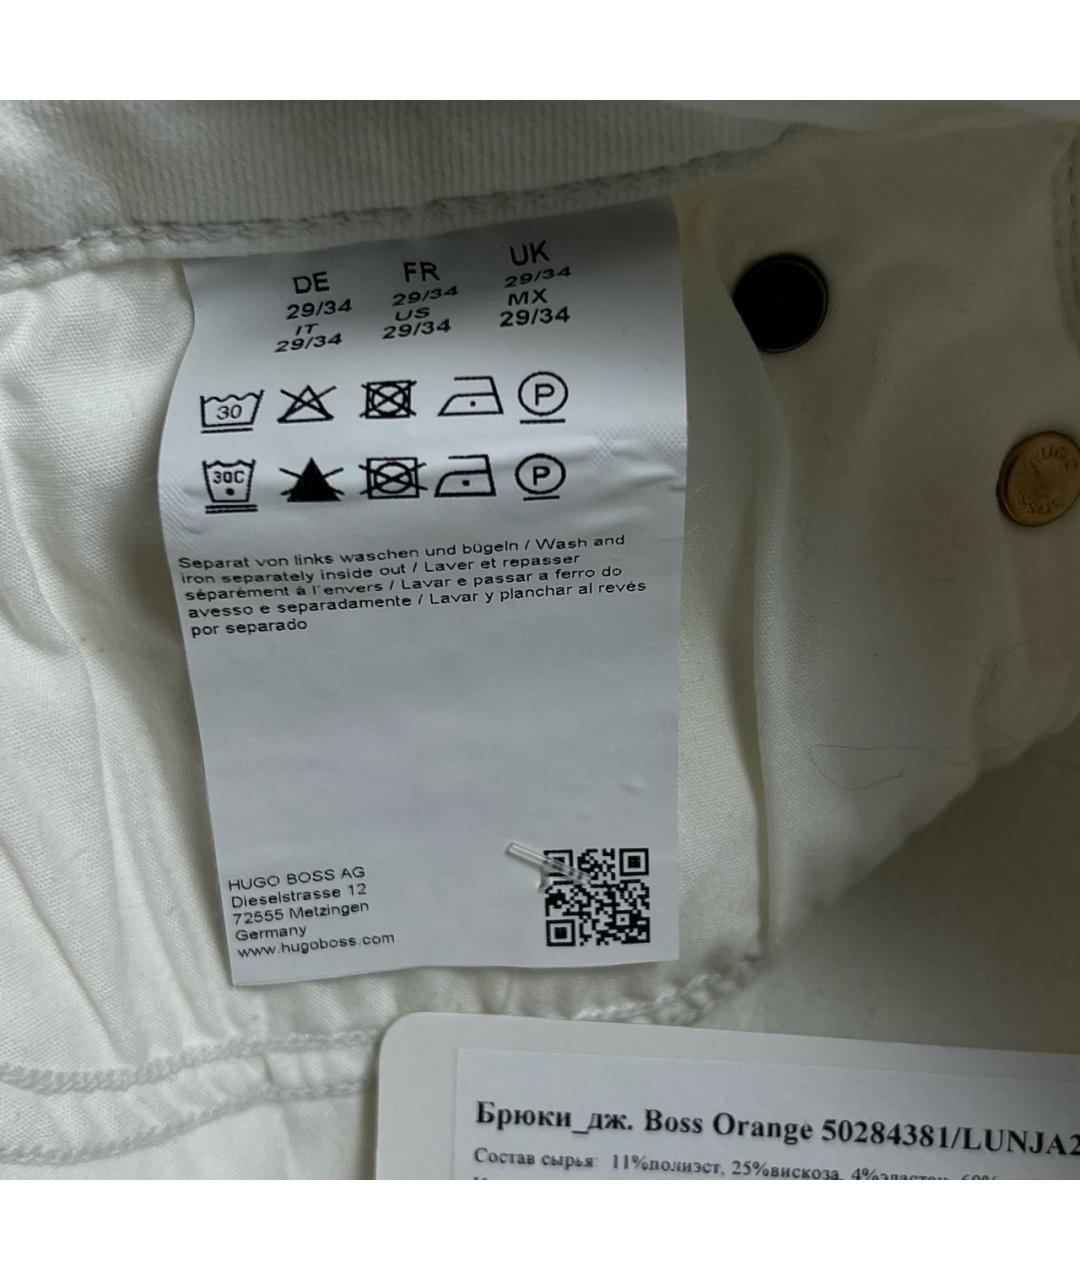 DE FR UK
29/34 29/34 29/34
IT US MX
29/34 29/34 29/34
30 P
30C P
Separat von links waschen und bügeln / Wash and
iron separately inside out / Laver et repasser
séparément à l'envers / Lavar e passar a ferro do
avesso e separadamente / Lavar y planchar al revés
por separado
HUGO BOSS AG
Dieselstrasse 12
72555 Metzingen
Germany
www.hugoboss.com
HUGO
BOSS
Брюки_дж. Boss Orange 50284381/LUNJA2
Состав сырья: 11%полиэст, 25%вискоза, 4%эластан,